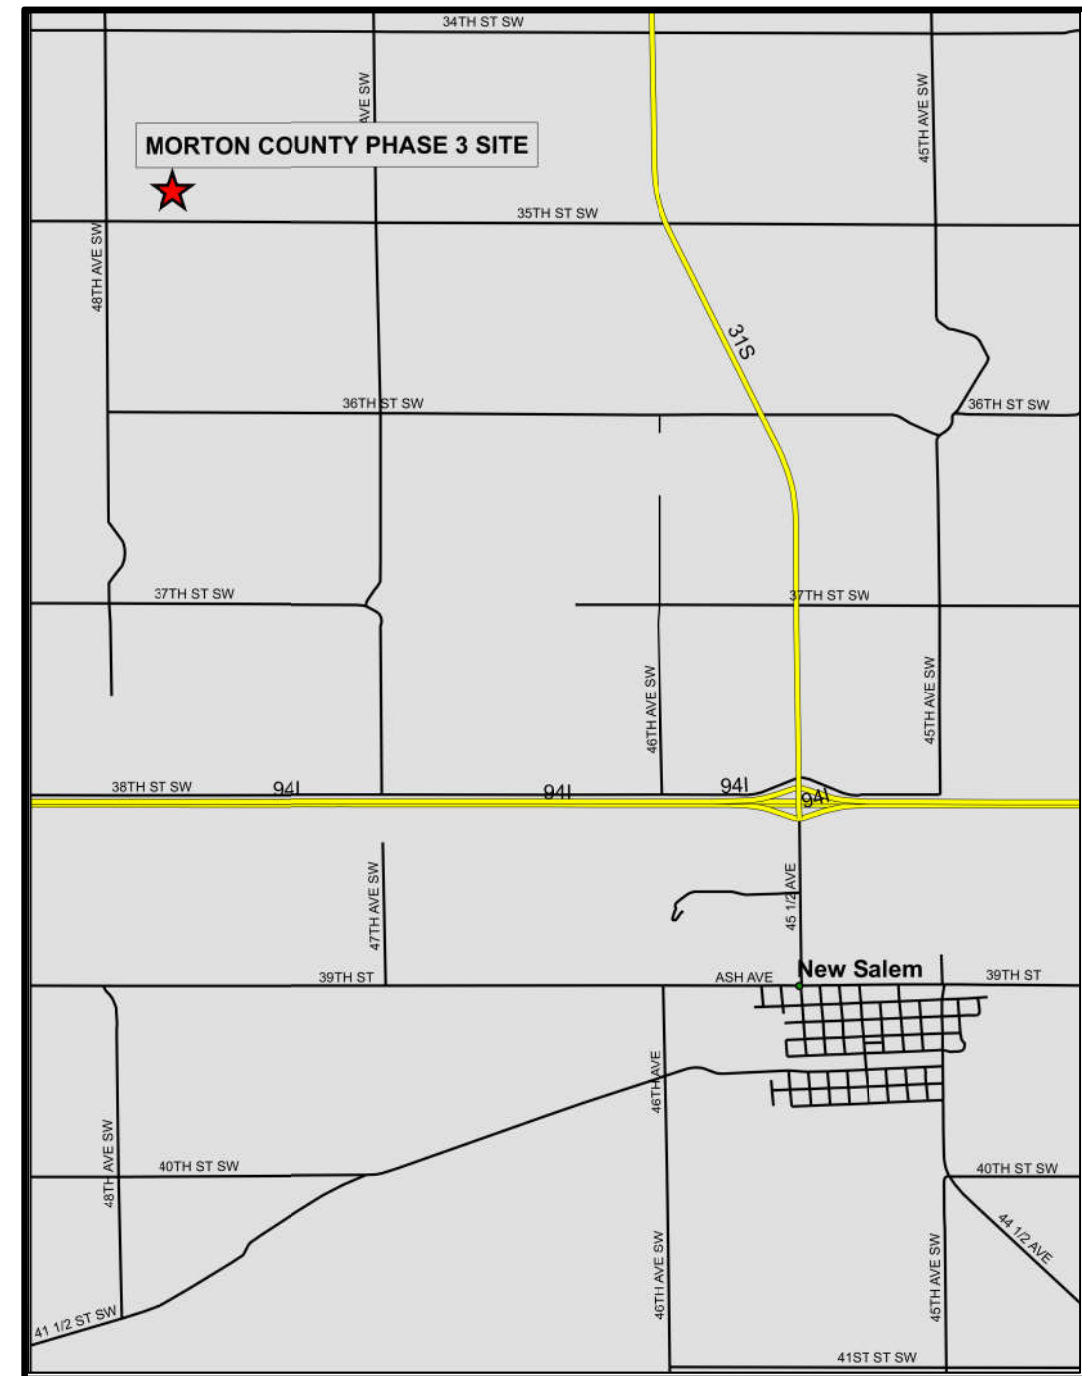 34TH ST SW
AVE SW
45TH AVE SW
MORTON COUNTY PHASE 3 SITE
35TH ST SW
48TH AVE SW
31S
36TH ST SW
36TH ST SW
37TH ST SW
37TH ST SW
46TH AVE SW
45TH AVE SW
38TH ST SW
94I
94I
94I
94I
45 1/2 AVE
47TH AVE SW
39TH ST
ASH AVE
New Salem
39TH ST
46TH AVE
48TH AVE SW
40TH ST SW
40TH ST SW
44 1/2 AVE
46TH AVE SW
45TH AVE SW
41 1/2 ST SW
41ST ST SW